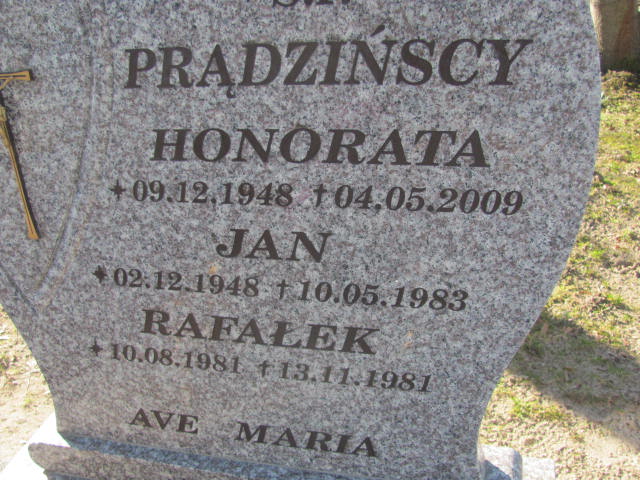 Ś.P.
PRĄDZIŃSCY
HONORATA
* 09.12.1948 † 04.05.2009
JAN
* 02.12.1948 † 10.05.1983
RAFAŁEK
* 10.08.1981 † 13.11.1981
AVE MARIA